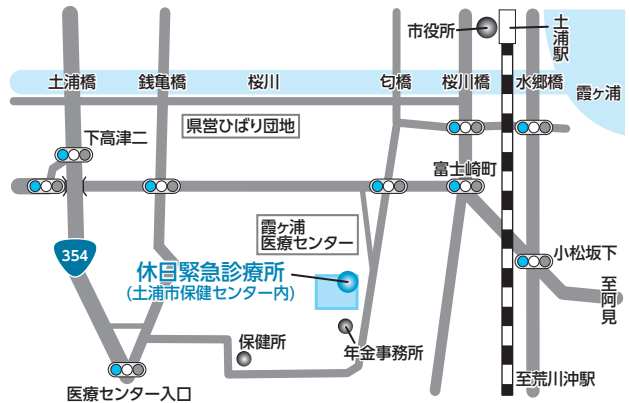 市役所
土浦駅
土浦橋
銭亀橋
桜川
匂橋
桜川橋
水郷橋
霞ヶ浦
県営ひばり団地
下高津二
富士崎町
霞ヶ浦
医療センター
354
休日緊急診療所
(土浦市保健センター内)
小松坂下
至阿見
保健所
年金事務所
至荒川沖駅
医療センター入口